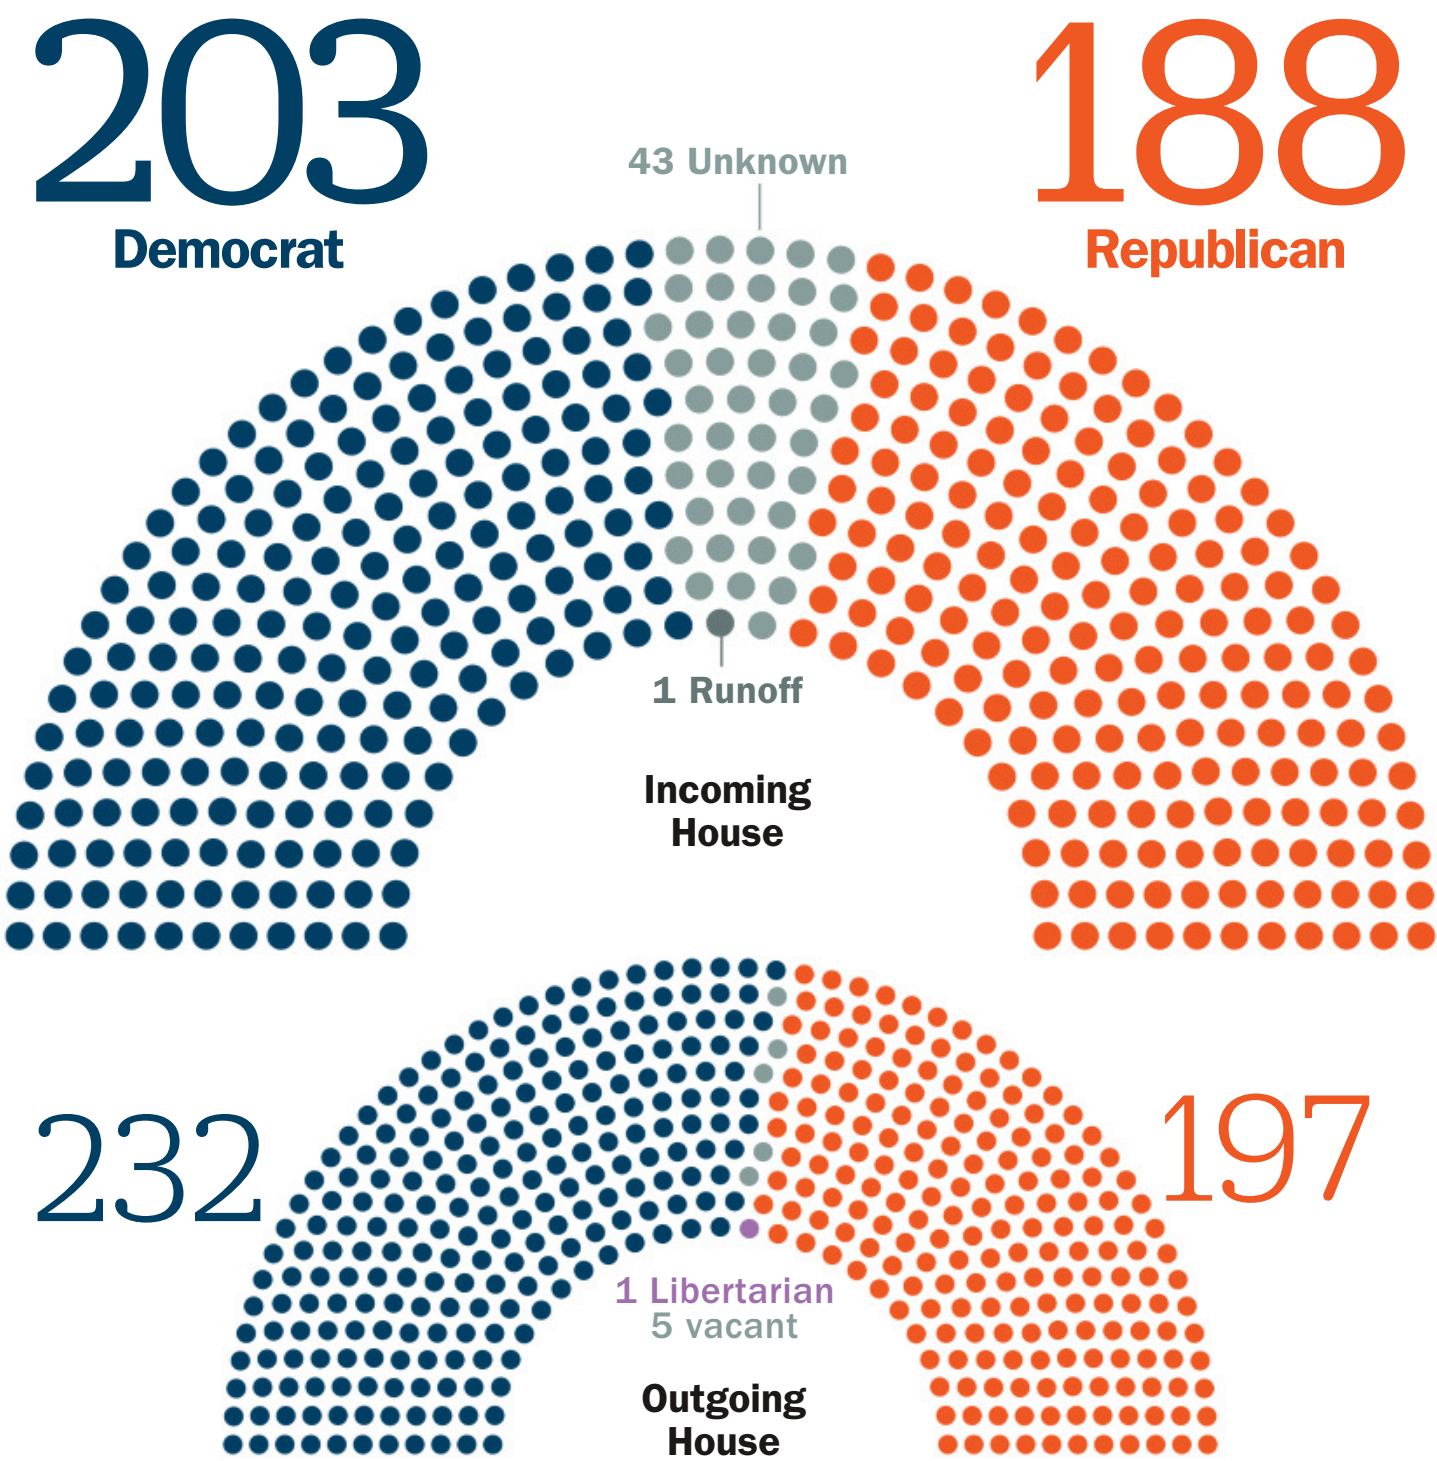 203
Democrat
188
Republican
43 Unknown
1 Runoff
Incoming
House
232
197
1 Libertarian
5 vacant
Outgoing
House